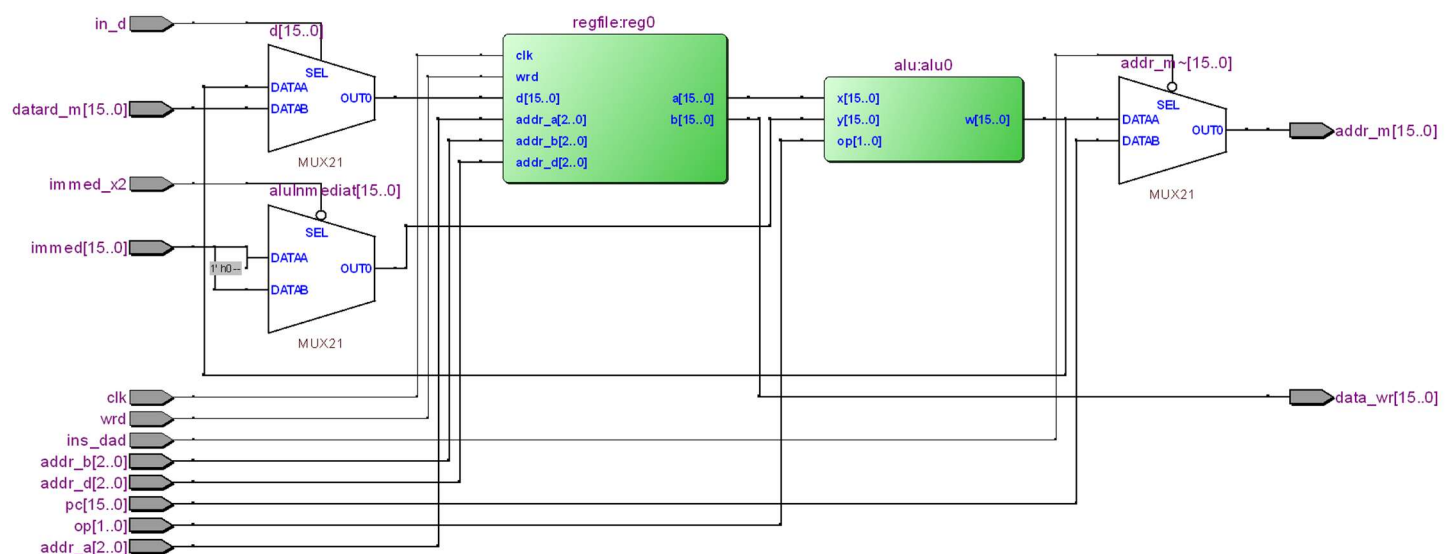 in_d
d[15..0]
SEL
DATAA
DATAB
OUT0
MUX21
datard_m[15..0]
immed_x2
aluInmediat[15..0]
SEL
DATAA
DATAB
OUT0
MUX21
immed[15..0]
1' h0--
regfile:reg0
clk
wrd
d[15..0]
addr_a[2..0]
addr_b[2..0]
addr_d[2..0]
a[15..0]
b[15..0]
alu:alu0
x[15..0]
y[15..0]
op[1..0]
w[15..0]
addr_m~[15..0]
SEL
DATAA
DATAB
OUT0
MUX21
addr_m[15..0]
data_wr[15..0]
clk
wrd
ins_dad
addr_b[2..0]
addr_d[2..0]
pc[15..0]
op[1..0]
addr_a[2..0]